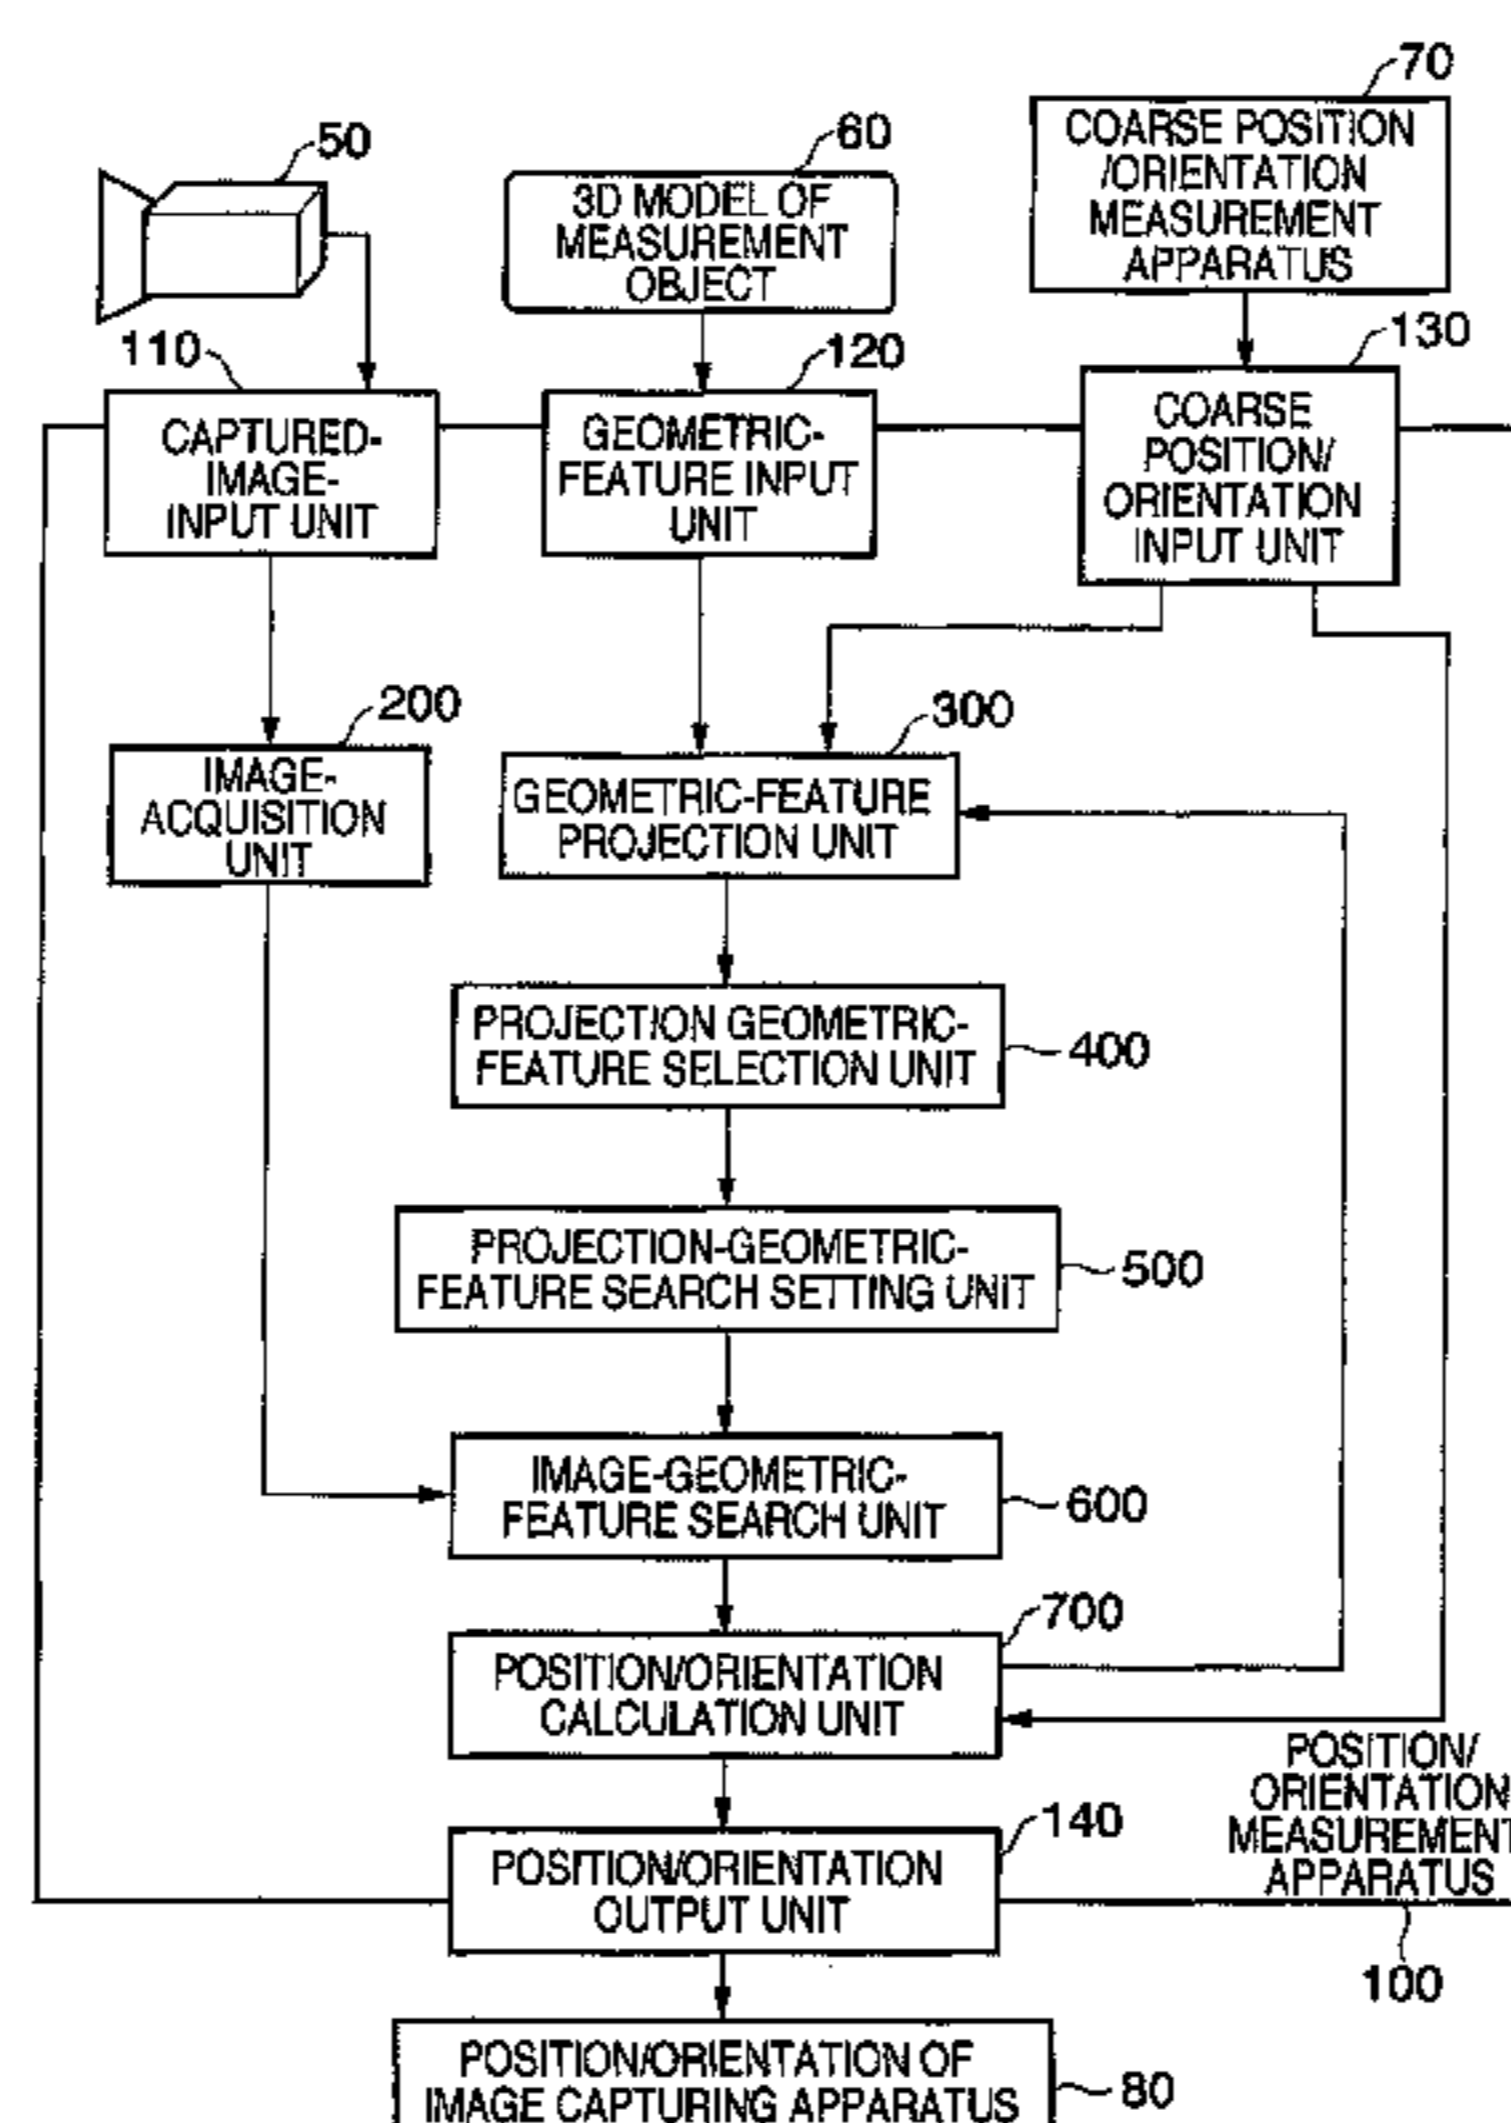 70
COARSE POSITION
/ORIENTATION
MEASUREMENT
APPARATUS
60
3D MODEL OF
MEASUREMENT
OBJECT
50
130
COARSE
POSITION/
ORIENTATION
INPUT UNIT
120
GEOMETRIC-
FEATURE INPUT
UNIT
110
CAPTURED-
IMAGE-
INPUT UNIT
200
IMAGE-
ACQUISITION
UNIT
300
GEOMETRIC-FEATURE
PROJECTION UNIT
PROJECTION GEOMETRIC-
FEATURE SELECTION UNIT
400
PROJECTION-GEOMETRIC-
FEATURE SEARCH SETTING UNIT
500
IMAGE-GEOMETRIC-
FEATURE SEARCH UNIT
600
700
POSITION/ORIENTATION
CALCULATION UNIT
POSITION/
ORIENTATION
MEASUREMENT
APPARATUS
100
140
POSITION/ORIENTATION
OUTPUT UNIT
POSITION/ORIENTATION OF
IMAGE CAPTURING APPARATUS
80